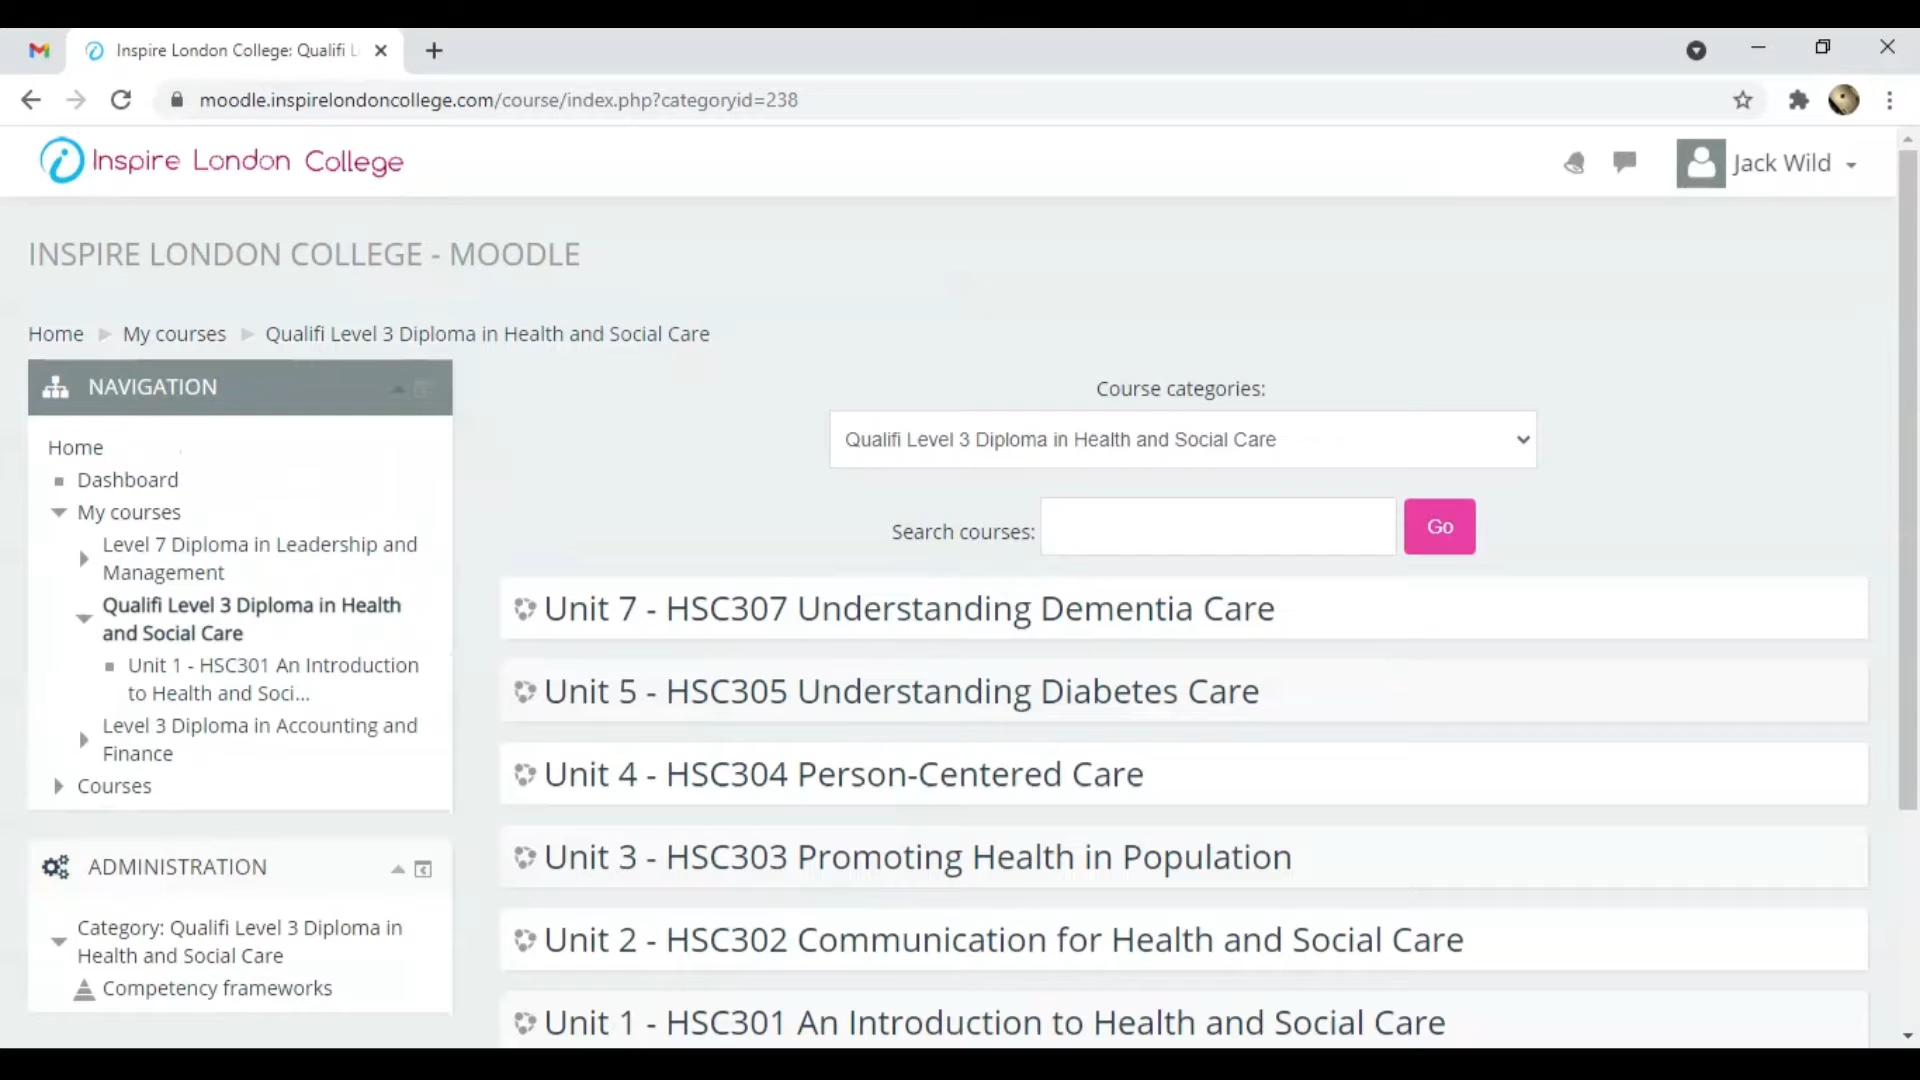 Inspire London College: Qualifi L
moodle.inspirelondoncollege.com/course/index.php?categoryid=238
Inspire London College
Jack Wild
INSPIRE LONDON COLLEGE - MOODLE
Home My courses Qualifi Level 3 Diploma in Health and Social Care
NAVIGATION
Home
Dashboard
My courses
Level 7 Diploma in Leadership and
Management
Qualifi Level 3 Diploma in Health
and Social Care
Unit 1 - HSC301 An Introduction
to Health and Soci...
Level 3 Diploma in Accounting and
Finance
Courses
ADMINISTRATION
Category: Qualifi Level 3 Diploma in
Health and Social Care
Competency frameworks
Course categories:
Qualifi Level 3 Diploma in Health and Social Care
Search courses:
Go
Unit 7 - HSC307 Understanding Dementia Care
Unit 5 - HSC305 Understanding Diabetes Care
Unit 4 - HSC304 Person-Centered Care
Unit 3 - HSC303 Promoting Health in Population
Unit 2 - HSC302 Communication for Health and Social Care
Unit 1 - HSC301 An Introduction to Health and Social Care